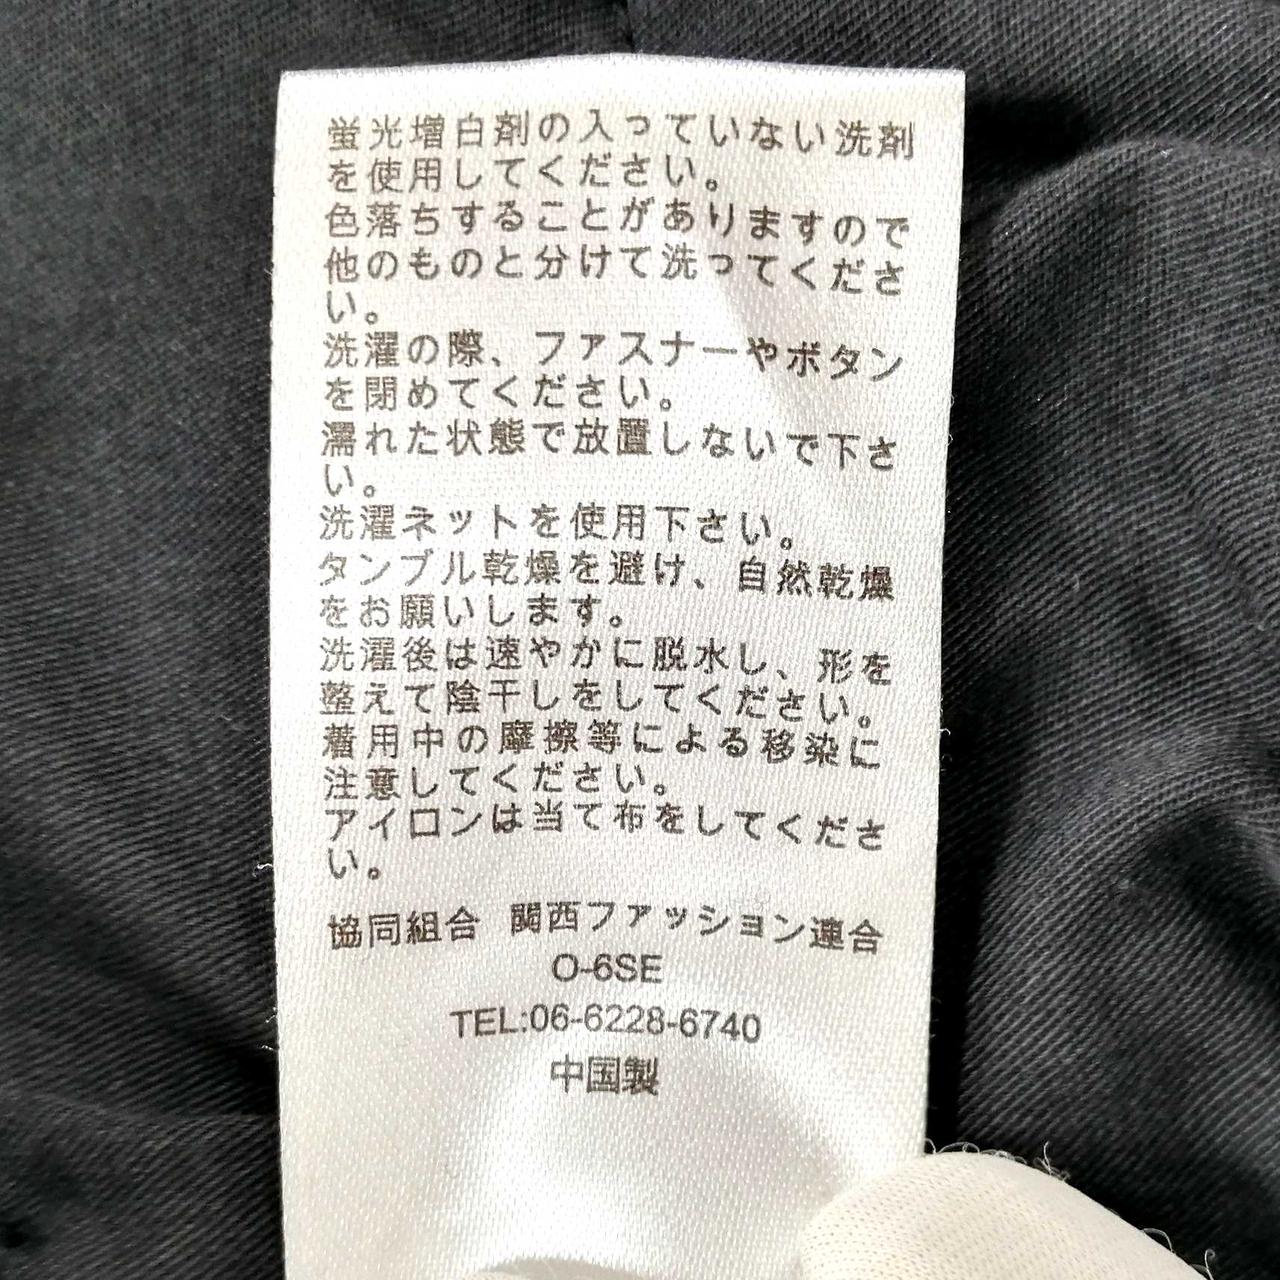 蛍光増白剤の入っていない洗剤
を使用してください。
色落ちすることがありますので
他のものと分けて洗ってくださ
い。
洗濯の際、ファスナーやボタン
を閉めてください。
濡れた状態で放置しないで下さ
い。
洗濯ネットを使用下さい。
タンブル乾燥を避け、自然乾燥
をお願いします。
洗濯後は速やかに脱水し、形を
整えて陰干しをしてください。
着用中の摩擦等による移染に
注意してください。
アイロンは当て布をしてくださ
い。
協同組合 関西ファッション連合
O-6SE
TEL:06-6228-6740
中国製